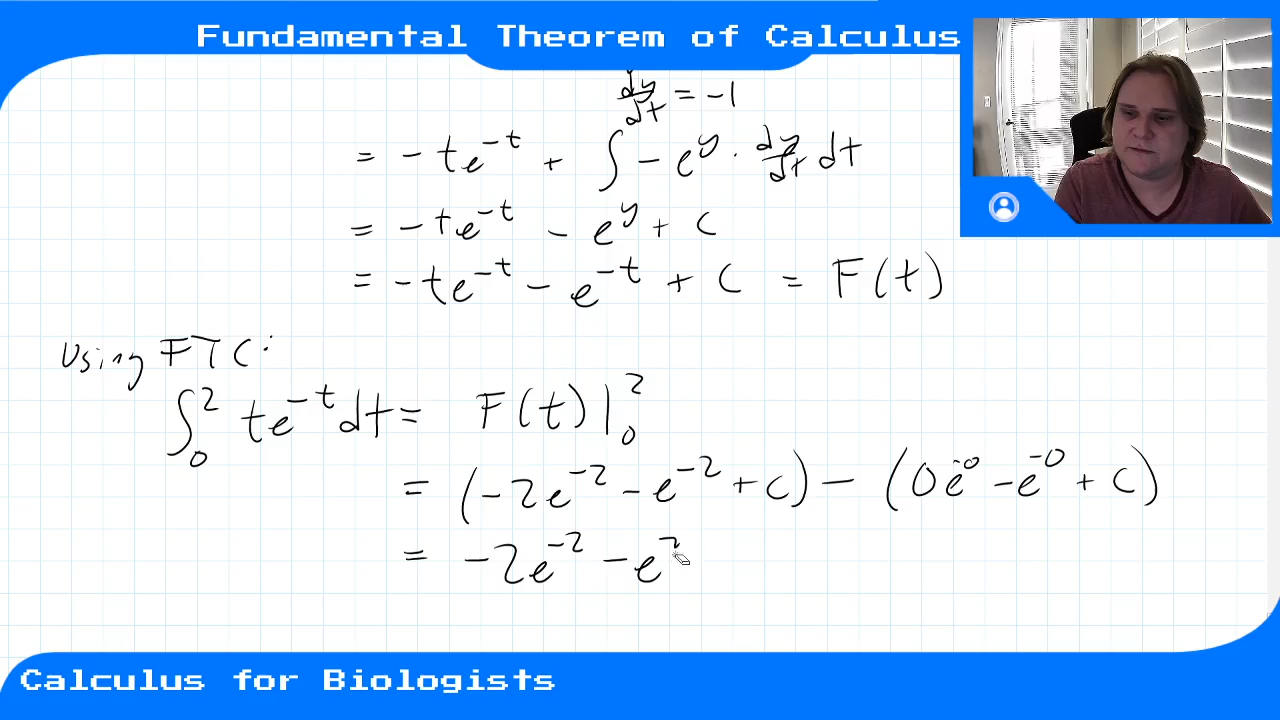 Fundamental Theorem of Calculus
dy/dt = -1
= -te^{-t} + ∫ -e^y · dy/dt dt
= -te^{-t} - e^y + C
= -te^{-t} - e^{-t} + C = F(t)
Using FTC:
∫_0^2 te^{-t}dt = F(t)|_0^2
= (-2e^{-2} - e^{-2} + C) - (0e^{-0} - e^{-0} + C)
= -2e^{-2} - e^2
Calculus for Biologists